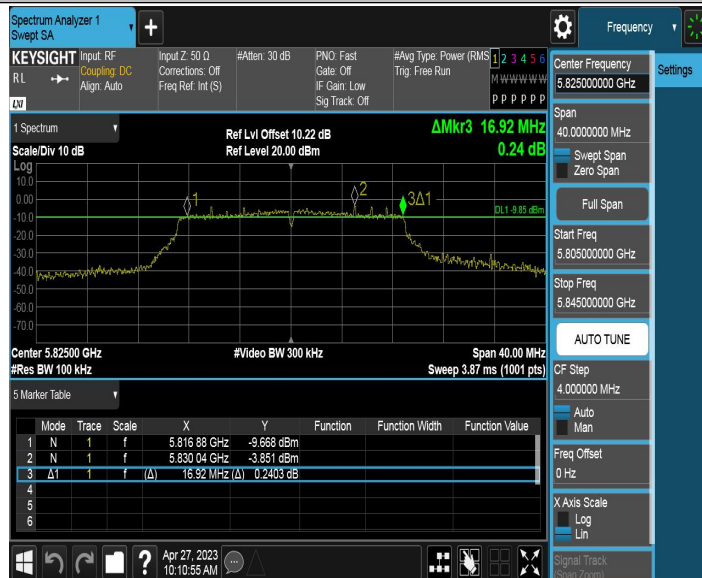 Spectrum Analyzer 1
Swept SA
Frequency
KEYSIGHT
RL
LXI
Input: RF
Coupling: DC
Align: Auto
Input Z: 50 Ω
Corrections: Off
Freq Ref: Int (S)
#Atten: 30 dB
PNO: Fast
Gate: Off
IF Gain: Low
Sig Track: Off
#Avg Type: Power (RMS
Trig: Free Run
1 2 3 4 5 6
M W W W W W
P P P P P P
Center Frequency
5.825000000 GHz
Settings
Span
40.0000000 MHz
Swept Span
Zero Span
Full Span
Start Freq
5.805000000 GHz
Stop Freq
5.845000000 GHz
AUTO TUNE
CF Step
4.000000 MHz
Auto
Man
Freq Offset
0 Hz
X Axis Scale
Log
Lin
Signal Track
(Span Zoom)
1 Spectrum
Scale/Div 10 dB
Ref Lvl Offset 10.22 dB
Ref Level 20.00 dBm
ΔMkr3 16.92 MHz
0.24 dB
Log
10.0
0.00
-10.0
-20.0
-30.0
-40.0
-50.0
-60.0
-70.0
1
2
3Δ1
DL1 -9.85 dBm
Center 5.82500 GHz
#Video BW 300 kHz
Span 40.00 MHz
#Res BW 100 kHz
Sweep 3.87 ms (1001 pts)
5 Marker Table
Mode Trace Scale X Y Function Function Width Function Value
1 N 1 f 5.816 88 GHz -9.668 dBm
2 N 1 f 5.830 04 GHz -3.851 dBm
3 Δ1 1 f (Δ) 16.92 MHz (Δ) 0.2403 dB
4
5
6
?
Apr 27, 2023
10:10:55 AM